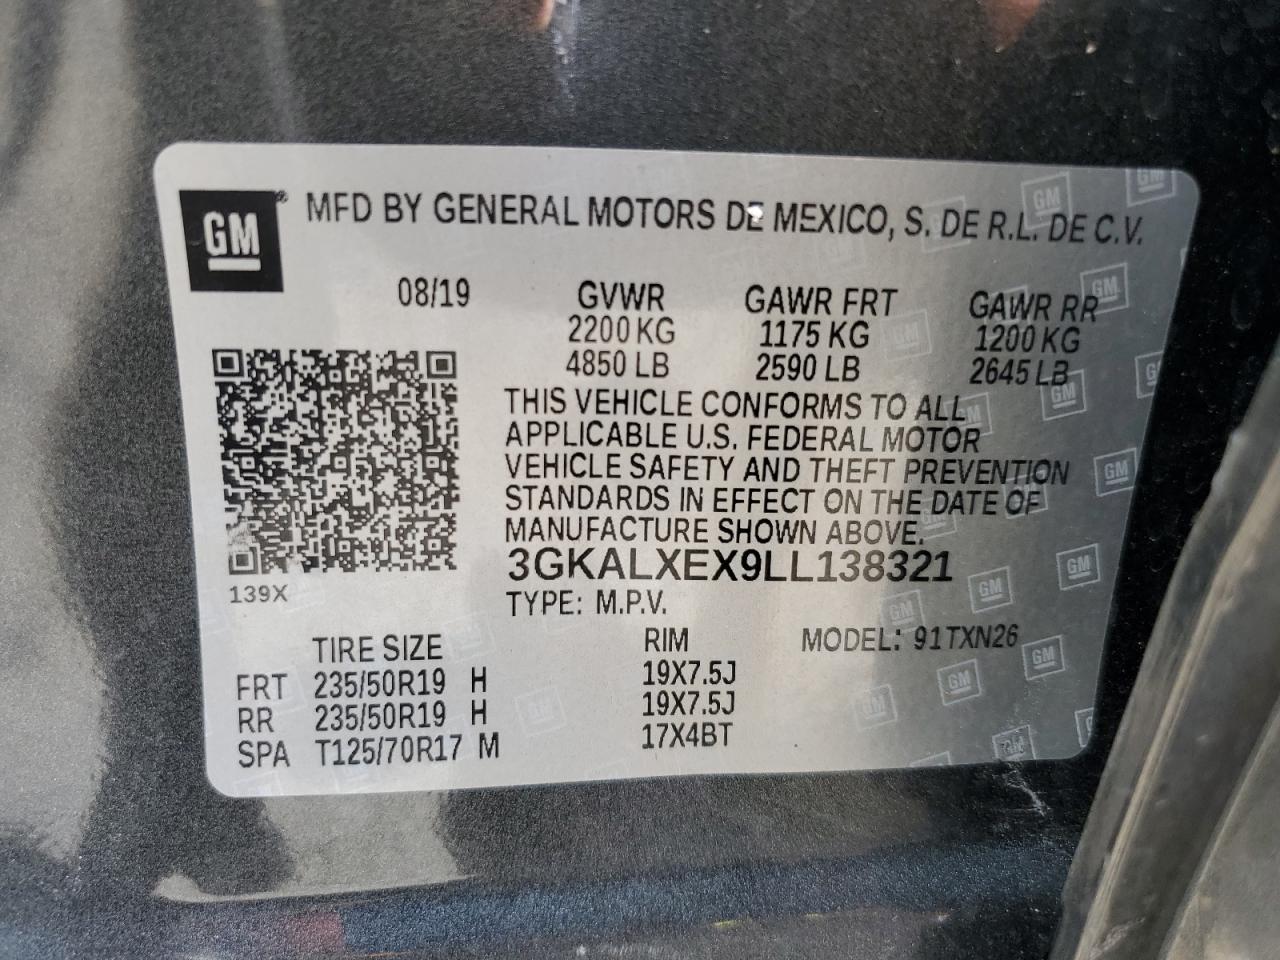 GM ® MFD BY GENERAL MOTORS DE MEXICO, S. DE R.L. DE C.V.
08/19 GVWR GAWR FRT GAWR RR
2200 KG 1175 KG 1200 KG
4850 LB 2590 LB 2645 LB
THIS VEHICLE CONFORMS TO ALL
APPLICABLE U.S. FEDERAL MOTOR
VEHICLE SAFETY AND THEFT PREVENTION
STANDARDS IN EFFECT ON THE DATE OF
MANUFACTURE SHOWN ABOVE.
3GKALXEX9LL138321
139X
TYPE: M.P.V.
TIRE SIZE RIM MODEL: 91TXN26
FRT 235/50R19 H 19X7.5J
RR 235/50R19 H 19X7.5J
SPA T125/70R17 M 17X4BT